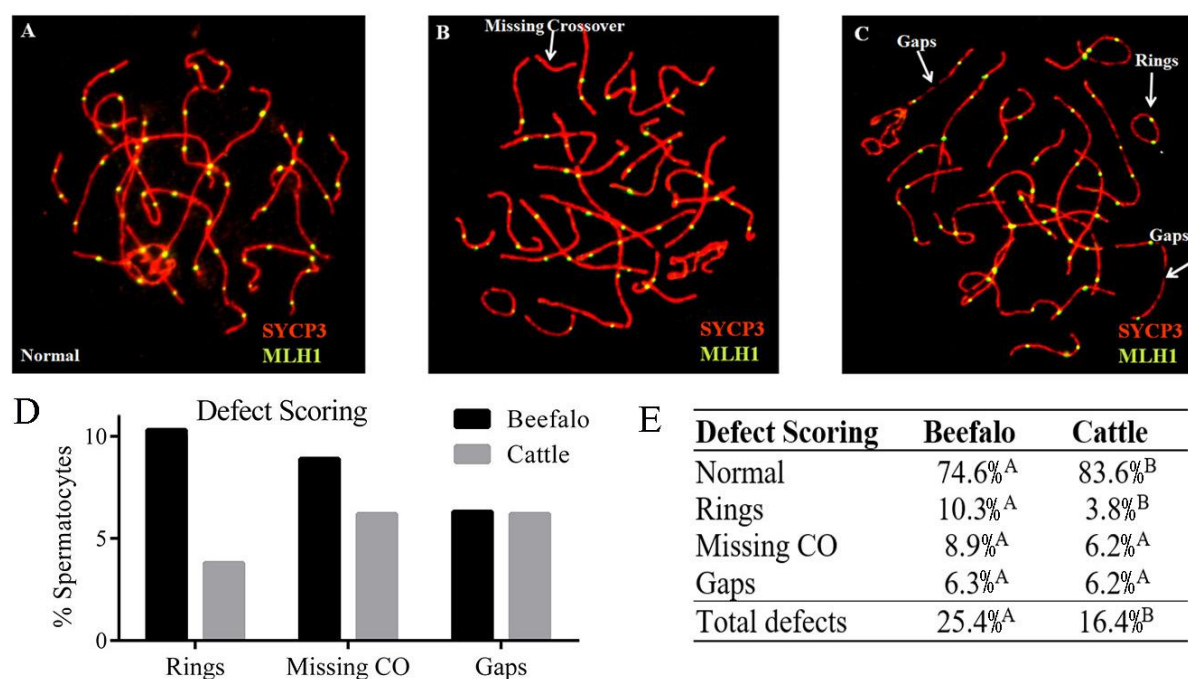 A
SYCP3
Normal
MLH1
B
Missing Crossover
SYCP3
MLH1
C
Gaps
Rings
Gaps
SYCP3
MLH1
D
Defect Scoring
Beefalo
Cattle
% Spermatocytes
10
5
0
Rings Missing CO Gaps
E
Defect Scoring Beefalo Cattle
Normal 74.6%A 83.6%B
Rings 10.3%A 3.8%B
Missing CO 8.9%A 6.2%A
Gaps 6.3%A 6.2%A
Total defects 25.4%A 16.4%B